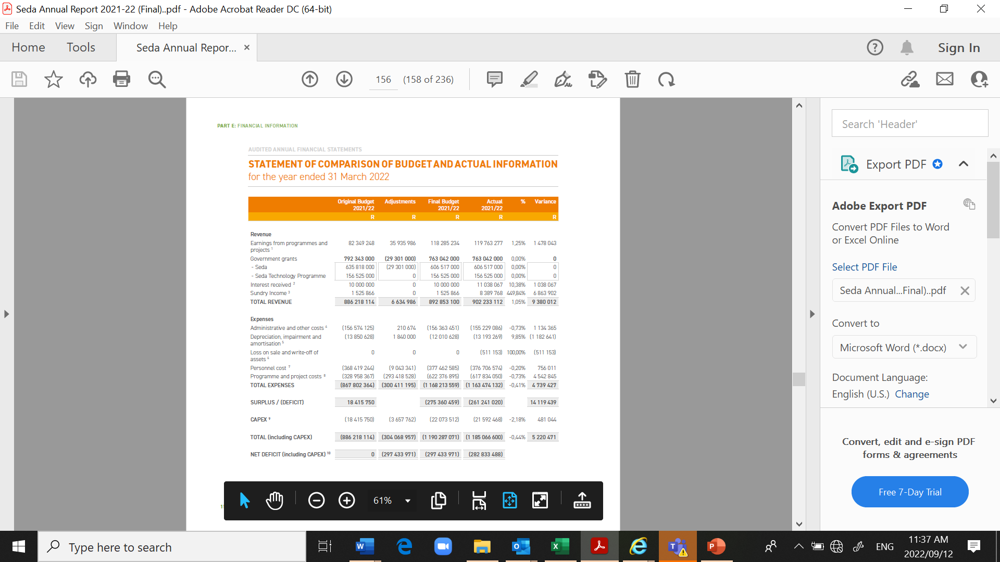 Seda Annual Report 2021-22 (Final)..pdf - Adobe Acrobat Reader DC (64-bit)
File Edit View Sign Window Help
Home Tools Seda Annual Repor... × Sign In
156 (158 of 236)
PART E: FINANCIAL INFORMATION
AUDITED ANNUAL FINANCIAL STATEMENTS
STATEMENT OF COMPARISON OF BUDGET AND ACTUAL INFORMATION
for the year ended 31 March 2022
Original Budget Adjustments Final Budget Actual % Variance
2021/22 2021/22 2021/22
R R R R R
Revenue
Earnings from programmes and 82 349 248 35 935 986 118 285 234 119 763 277 1,25% 1 478 043
projects 1
Government grants 792 343 000 (29 301 000) 763 042 000 763 042 000 0,00% 0
- Seda 635 818 000 (29 301 000) 606 517 000 606 517 000 0,00% 0
- Seda Technology Programme 156 525 000 0 156 525 000 156 525 000 0,00% 0
Interest received 2 10 000 000 0 10 000 000 11 038 067 10,38% 1 038 067
Sundry Income 3 1 525 866 0 1 525 866 8 389 768 449,84% 6 863 902
TOTAL REVENUE 886 218 114 6 634 986 892 853 100 902 233 112 1,05% 9 380 012
Expenses
Administrative and other costs 4 (156 574 125) 210 674 (156 363 451) (155 229 086) -0,73% 1 134 365
Depreciation, impairment and (13 850 628) 1 840 000 (12 010 628) (13 193 269) 9,85% (1 182 641)
amortisation 5
Loss on sale and write-off of 0 0 0 (511 153) 100,00% (511 153)
assets 6
Personnel cost 7 (368 419 244) (9 043 341) (377 462 585) (376 706 574) -0,20% 756 011
Programme and project costs 8 (328 958 367) (293 418 528) (622 376 895) (617 834 050) -0,73% 4 542 845
TOTAL EXPENSES (867 802 364) (300 411 195) (1 168 213 559) (1 163 474 132) -0,41% 4 739 427
SURPLUS / (DEFICIT) 18 415 750 (275 360 459) (261 241 020) 14 119 439
CAPEX 9 (18 415 750) (3 657 762) (22 073 512) (21 592 468) -2,18% 481 044
TOTAL (including CAPEX) (886 218 114) (304 068 957) (1 190 287 071) (1 185 066 600) -0,44% 5 220 471
NET DEFICIT (including CAPEX) 10 0 (297 433 971) (297 433 971) (282 833 488)
61%
Search 'Header'
Export PDF
Adobe Export PDF
Convert PDF Files to Word
or Excel Online
Select PDF File
Seda Annual...Final)..pdf
Convert to
Microsoft Word (*.docx)
Document Language:
English (U.S.) Change
Convert, edit and e-sign PDF
forms & agreements
Free 7-Day Trial
Type here to search
ENG
11:37 AM
2022/09/12